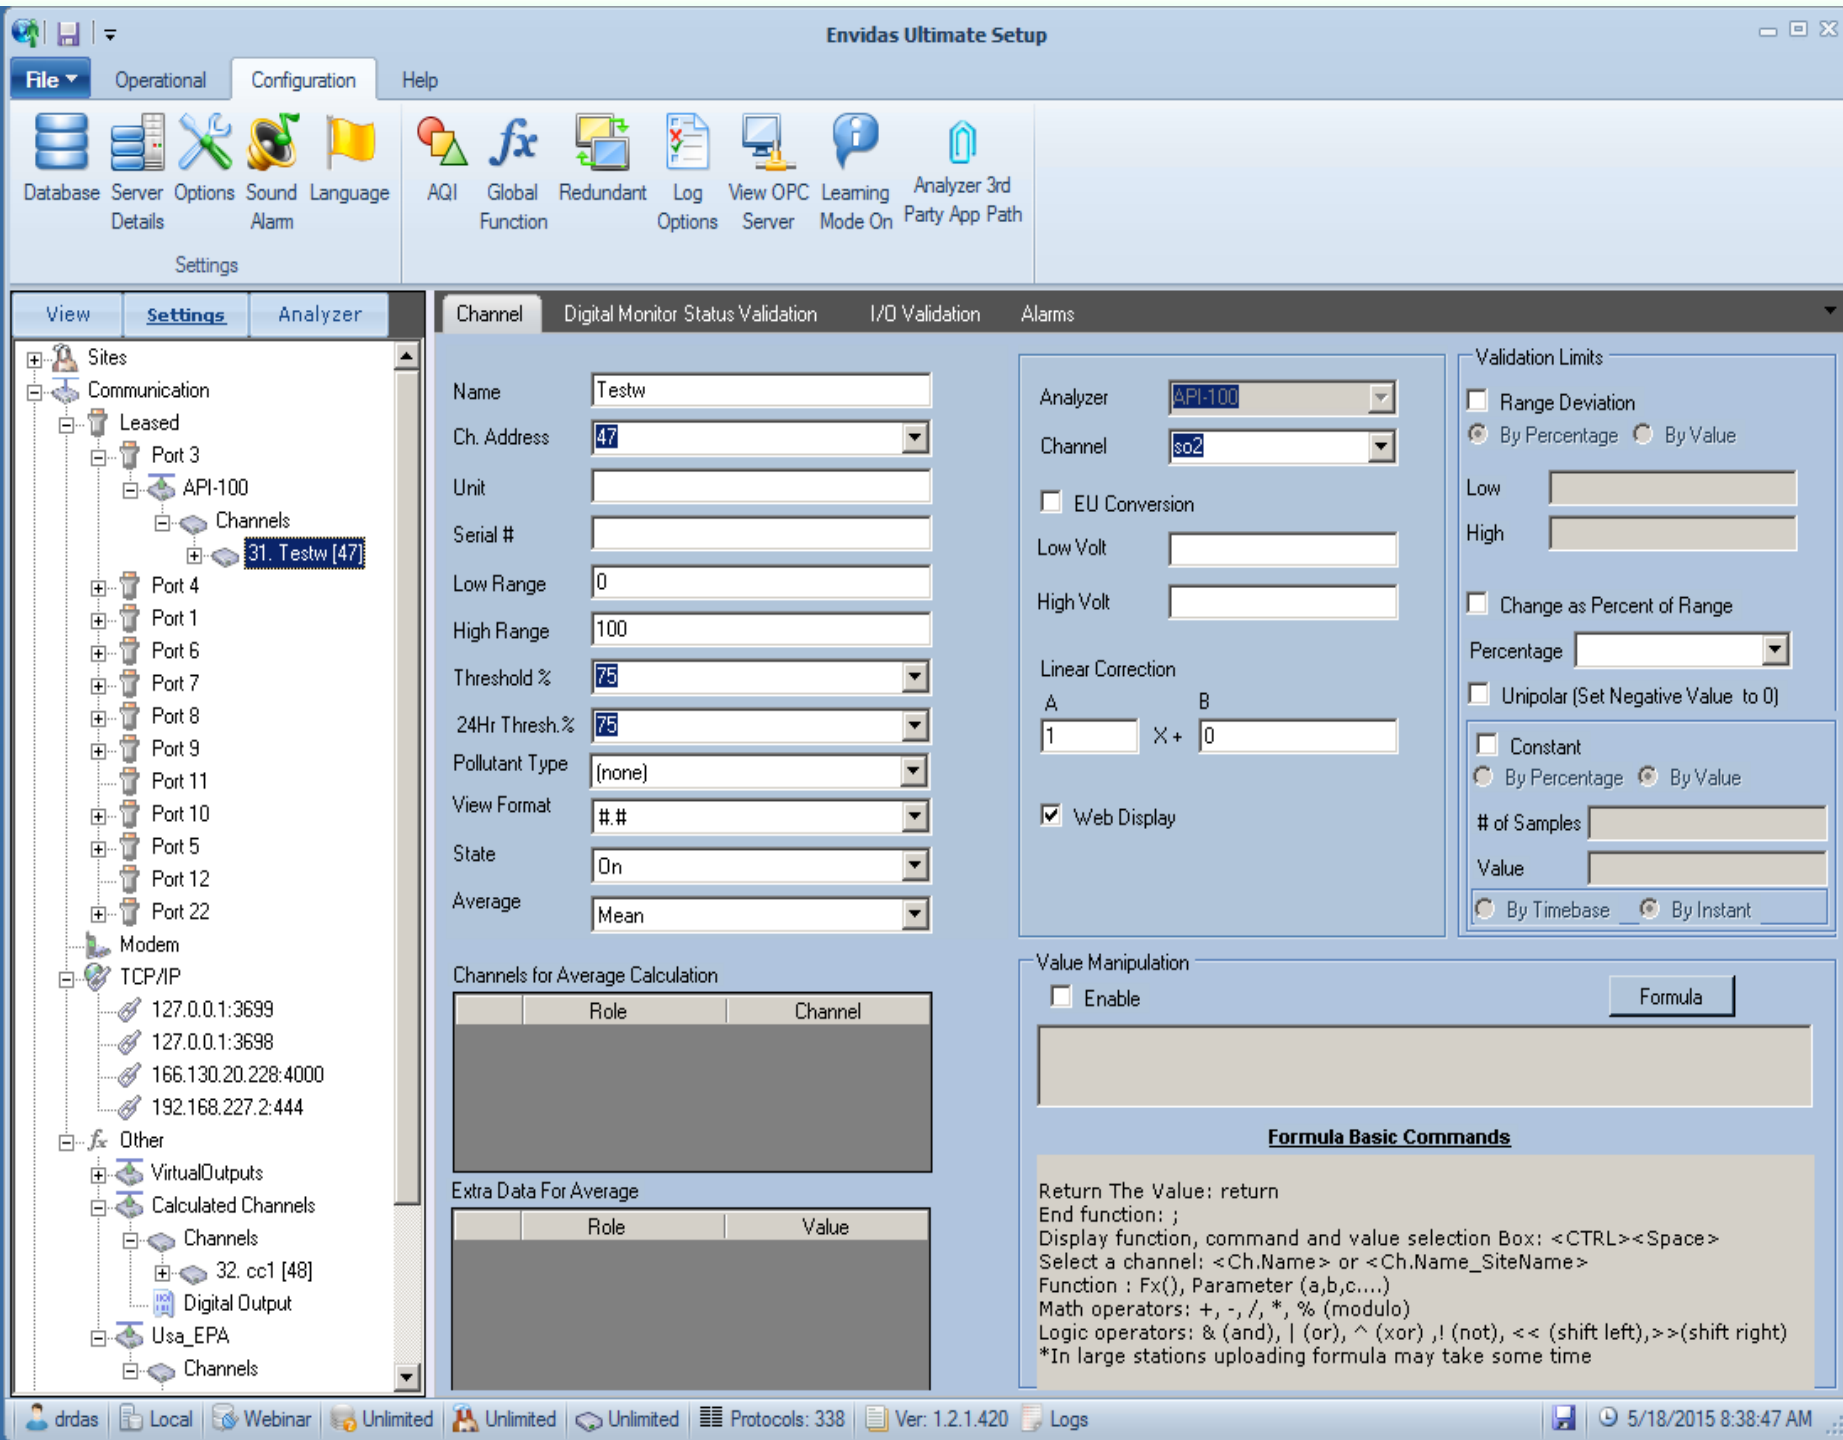 Envidas Ultimate Setup
File Operational Configuration Help
Database Server Details Options Sound Alarm Language
Settings
AQI Global Function Redundant Log Options View OPC Server Learning Mode On Analyzer 3rd Party App Path
View Settings Analyzer
Sites
Communication
Leased
Port 3
API-100
Channels
31. Testw [47]
Port 4
Port 1
Port 6
Port 7
Port 8
Port 9
Port 11
Port 10
Port 5
Port 12
Port 22
Modem
TCP/IP
127.0.0.1:3699
127.0.0.1:3698
166.130.20.228:4000
192.168.227.2:444
fx Other
VirtualOutputs
Calculated Channels
Channels
32. cc1 [48]
Digital Output
Usa_EPA
Channels
Channel Digital Monitor Status Validation I/O Validation Alarms
Name Testw
Ch. Address 47
Unit
Serial #
Low Range 0
High Range 100
Threshold % 75
24Hr Thresh.% 75
Pollutant Type (none)
View Format #.#
State On
Average Mean
Channels for Average Calculation
Role Channel
Extra Data For Average
Role Value
Analyzer API-100
Channel so2
EU Conversion
Low Volt
High Volt
Linear Correction
A B
1 X + 0
Web Display
Validation Limits
Range Deviation
By Percentage By Value
Low
High
Change as Percent of Range
Percentage
Unipolar (Set Negative Value to 0)
Constant
By Percentage By Value
# of Samples
Value
By Timebase By Instant
Value Manipulation
Enable Formula
Formula Basic Commands
Return The Value: return
End function: ;
Display function, command and value selection Box: <CTRL><Space>
Select a channel: <Ch.Name> or <Ch.Name_SiteName>
Function : Fx(), Parameter (a,b,c....)
Math operators: +, -, /, *, % (modulo)
Logic operators: & (and), | (or), ^ (xor) ,! (not), << (shift left),>>(shift right)
*In large stations uploading formula may take some time
drdas Local Webinar Unlimited Unlimited Unlimited Protocols: 338 Ver: 1.2.1.420 Logs 5/18/2015 8:38:47 AM